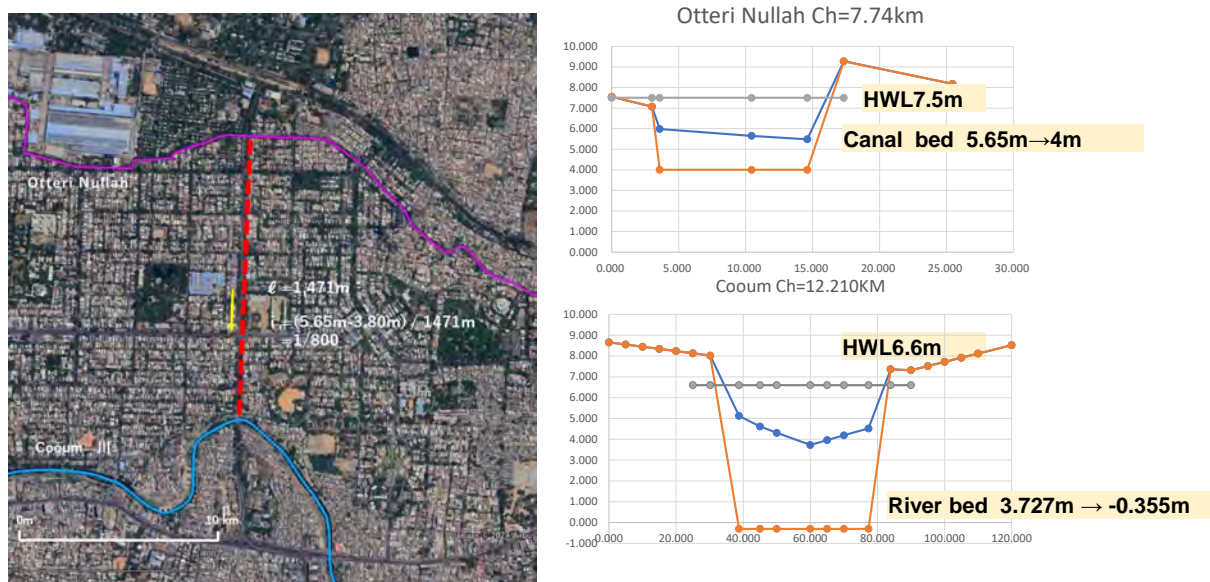 Otteri Nullah
ℓ=1,471m
i=(5.65m-3.80m) / 1471m
=1/800
Cooum
0m
10 km
Otteri Nullah Ch=7.74km
10.000
9.000
8.000
7.000
6.000
5.000
4.000
3.000
2.000
1.000
0.000
HWL7.5m
Canal bed 5.65m→4m
0.000 5.000 10.000 15.000 20.000 25.000 30.000
Cooum Ch=12.210KM
10.000
9.000
8.000
7.000
6.000
5.000
4.000
3.000
2.000
1.000
0.000
-1.000
HWL6.6m
River bed 3.727m → -0.355m
0.000 20.000 40.000 60.000 80.000 100.000 120.000